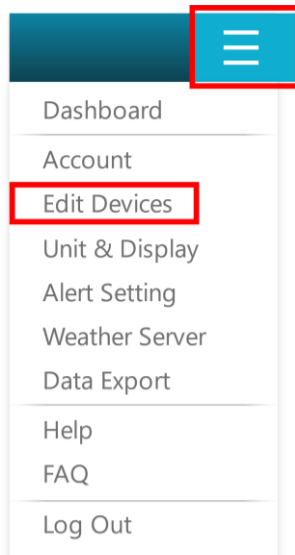 Dashboard
Account
Edit Devices
Unit & Display
Alert Setting
Weather Server
Data Export
Help
FAQ
Log Out